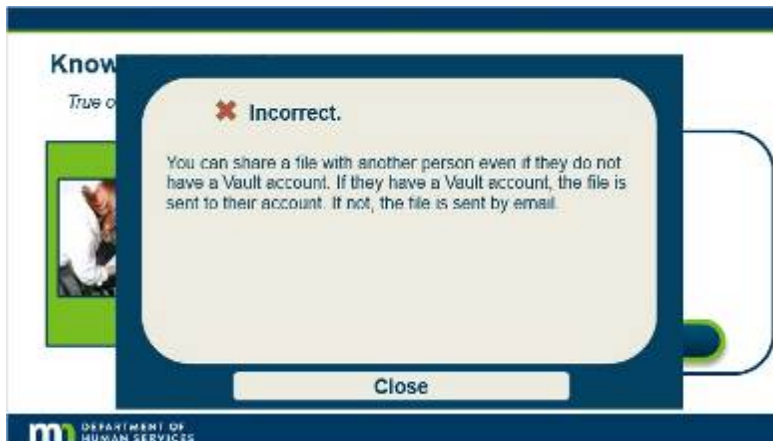 Know
True o
Incorrect.
You can share a file with another person even if they do not
have a Vault account. If they have a Vault account, the file is
sent to their account. If not, the file is sent by email.
Close
DEPARTMENT OF
HUMAN SERVICES